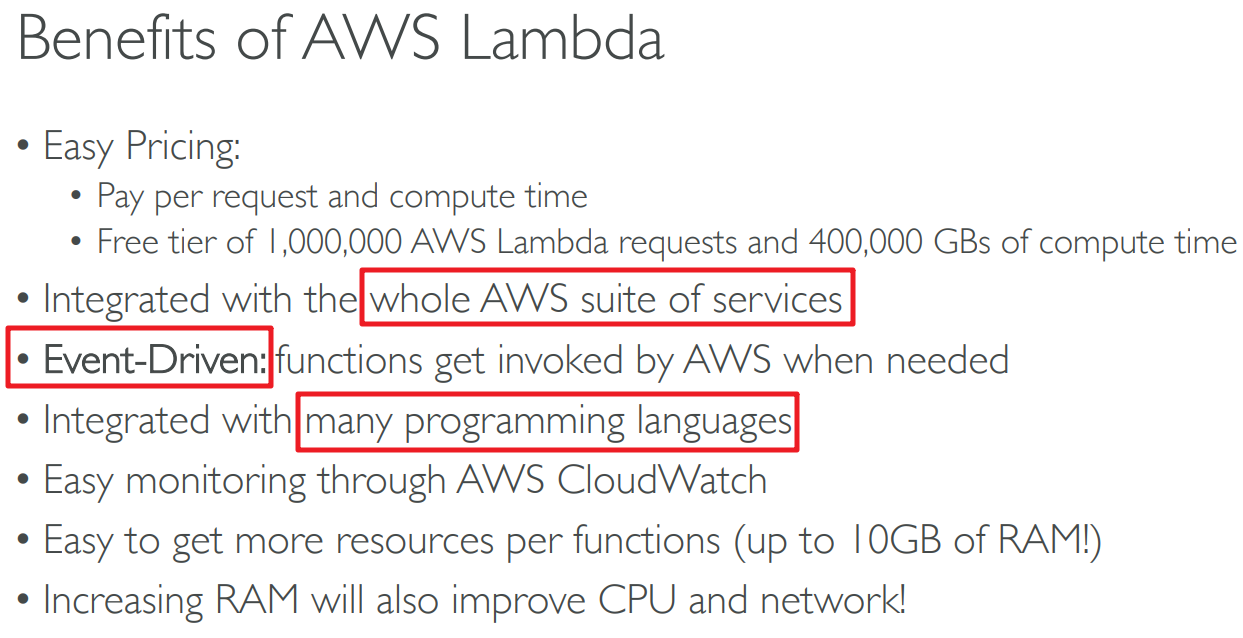 Benefits of AWS Lambda
• Easy Pricing:
• Pay per request and compute time
• Free tier of 1,000,000 AWS Lambda requests and 400,000 GBs of compute time
• Integrated with the whole AWS suite of services
• Event-Driven: functions get invoked by AWS when needed
• Integrated with many programming languages
• Easy monitoring through AWS CloudWatch
• Easy to get more resources per functions (up to 10GB of RAM!)
• Increasing RAM will also improve CPU and network!